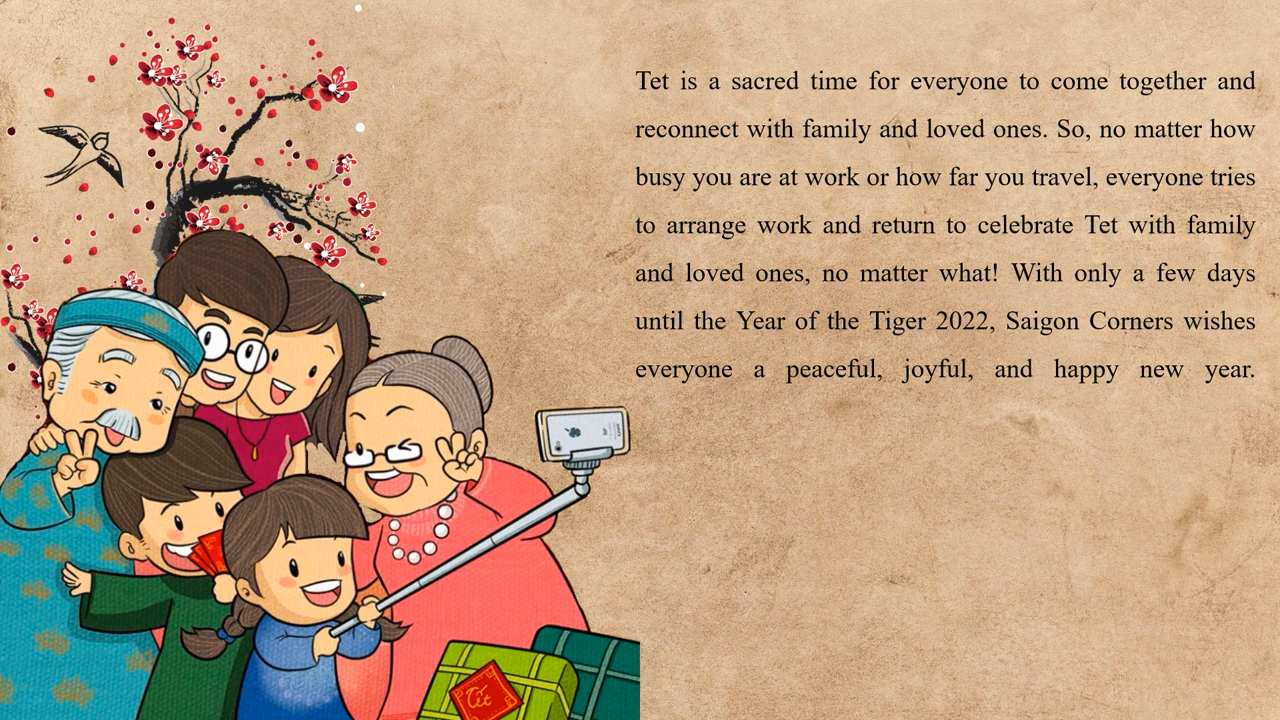 Tet is a sacred time for everyone to come together and
reconnect with family and loved ones. So, no matter how
busy you are at work or how far you travel, everyone tries
to arrange work and return to celebrate Tet with family
and loved ones, no matter what! With only a few days
until the Year of the Tiger 2022, Saigon Corners wishes
everyone a peaceful, joyful, and happy new year.
Tết